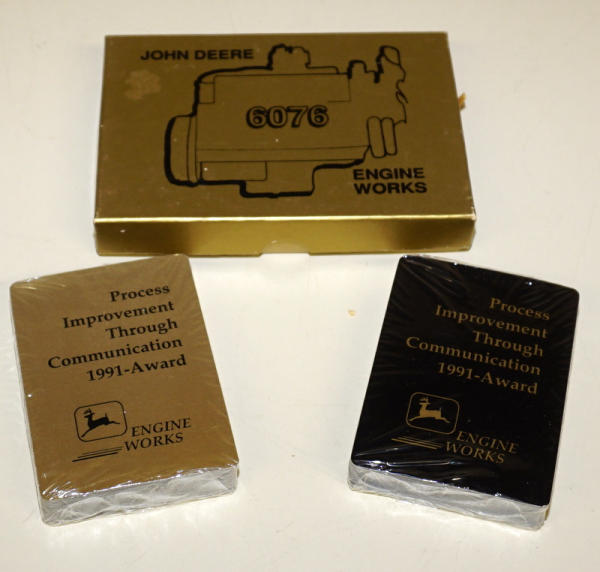 JOHN DEERE
6076
ENGINE
WORKS
Process
Improvement
Through
Communication
1991-Award
ENGINE
WORKS
Process
Improvement
Through
Communication
1991-Award
ENGINE
WORKS